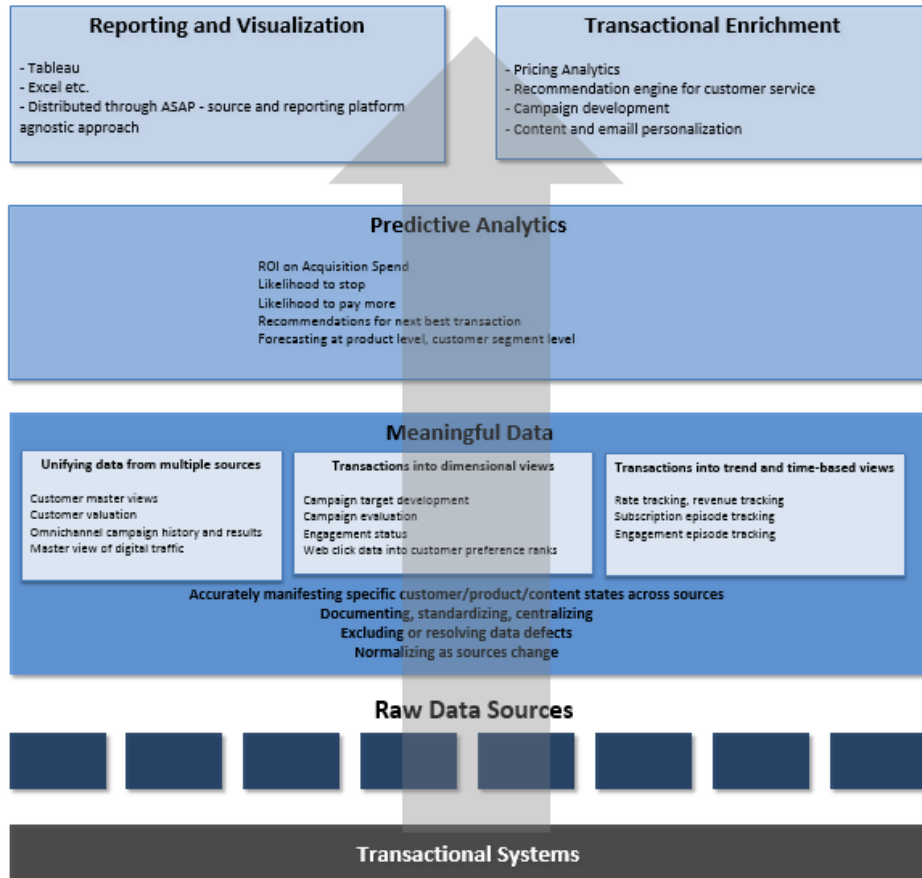 Reporting and Visualization
- Tableau
- Excel etc.
- Distributed through ASAP - source and reporting platform
agnostic approach
Transactional Enrichment
- Pricing Analytics
- Recommendation engine for customer service
- Campaign development
- Content and emaill personalization
Predictive Analytics
ROI on Acquisition Spend
Likelihood to stop
Likelihood to pay more
Recommendations for next best transaction
Forecasting at product level, customer segment level
Meaningful Data
Unifying data from multiple sources
Customer master views
Customer valuation
Omnichannel campaign history and results
Master view of digital traffic
Transactions into dimensional views
Campaign target development
Campaign evaluation
Engagement status
Web click data into customer preference ranks
Transactions into trend and time-based views
Rate tracking, revenue tracking
Subscription episode tracking
Engagement episode tracking
Accurately manifesting specific customer/product/content states across sources
Documenting, standardizing, centralizing
Excluding or resolving data defects
Normalizing as sources change
Raw Data Sources
Transactional Systems